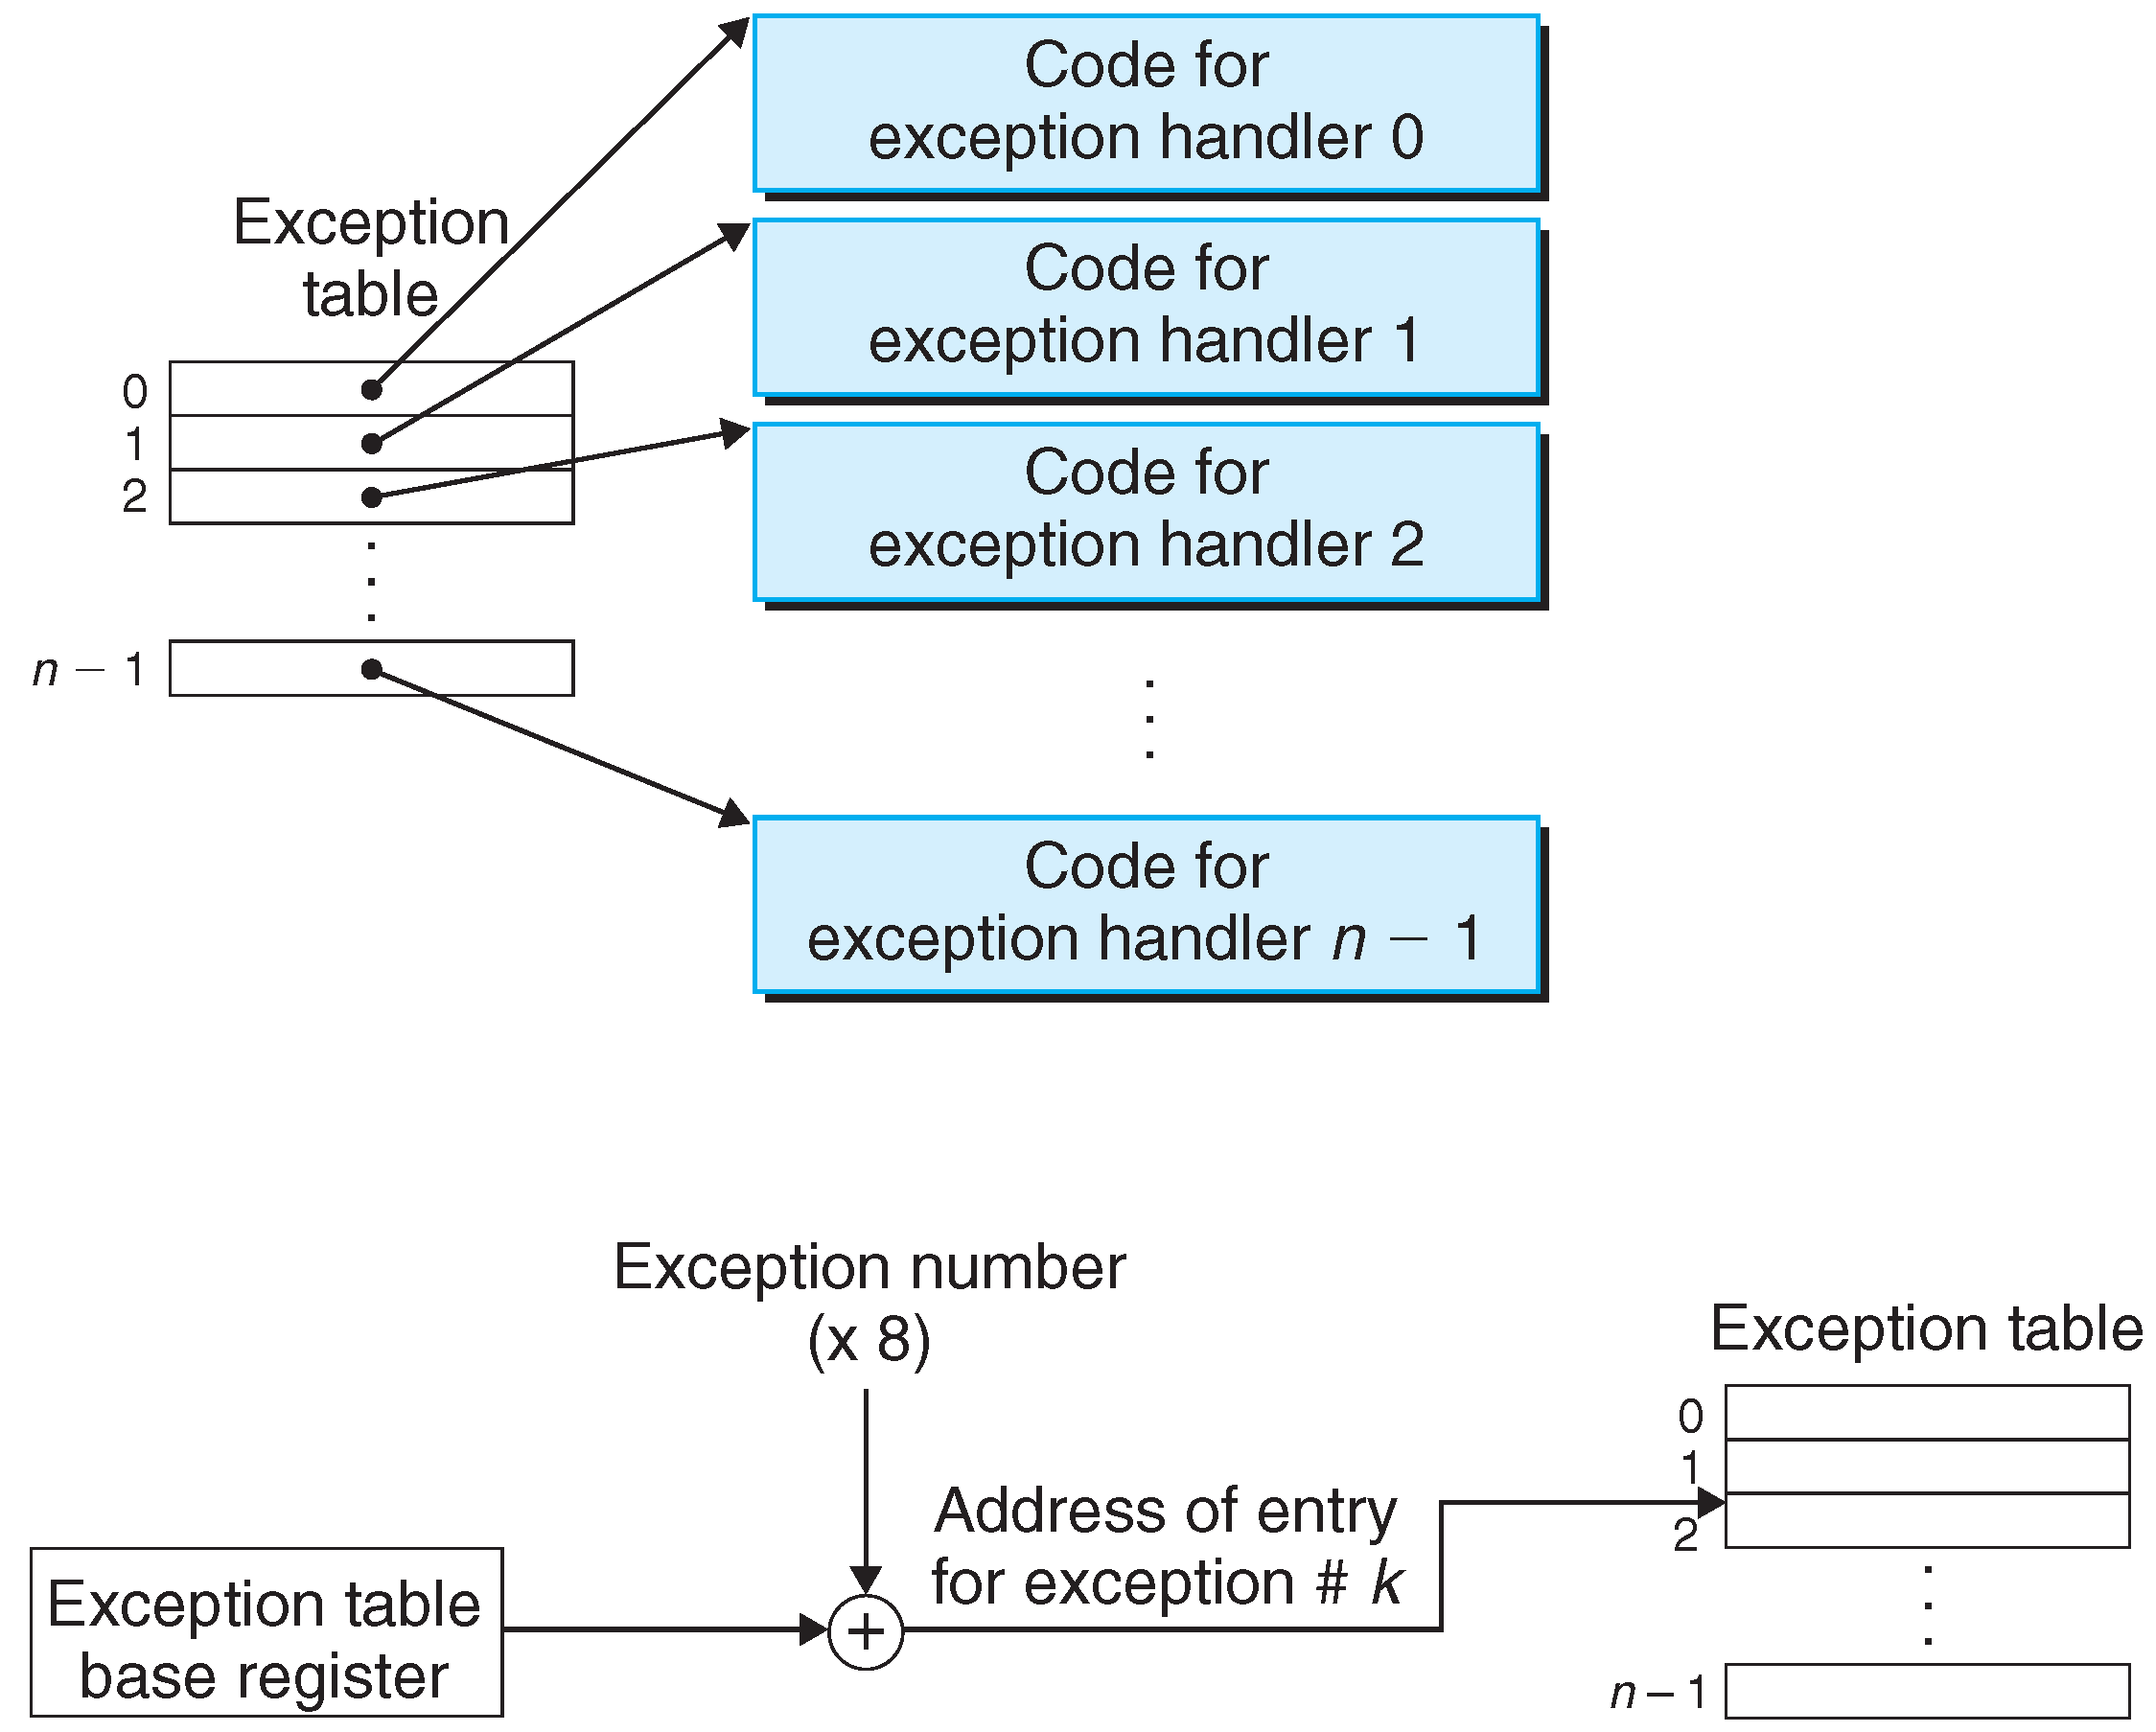 Code for
exception handler 0
Exception
table
Code for
exception handler 1
0
1
2
Code for
exception handler 2
n – 1
Code for
exception handler n – 1
Exception number
(x 8)
Exception table
0
1
2
n – 1
Address of entry
for exception # k
Exception table
base register
+